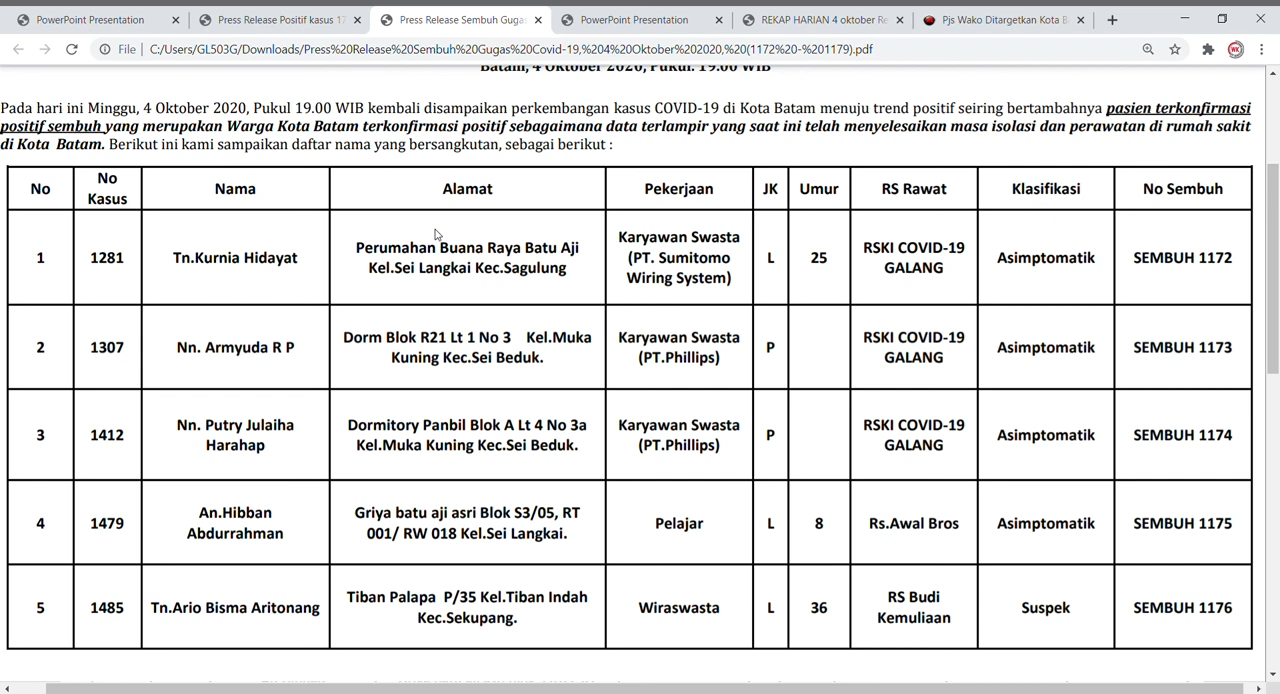 PowerPoint Presentation
Press Release Positif kasus 17
Press Release Sembuh Gugas
PowerPoint Presentation
REKAP HARIAN 4 oktober Re
Pjs Wako Ditargetkan Kota B
File | C:/Users/GL503G/Downloads/Press%20Release%20Sembuh%20Gugas%20Covid-19,%204%20Oktober%202020,%20(1172%20-%201179).pdf
WK
Batam, 4 Oktober 2020, Pukul. 19.00 WIB
Pada hari ini Minggu, 4 Oktober 2020, Pukul 19.00 WIB kembali disampaikan perkembangan kasus COVID-19 di Kota Batam menuju trend positif seiring bertambahnya pasien terkonfirmasi
positif sembuh yang merupakan Warga Kota Batam terkonfirmasi positif sebagaimana data terlampir yang saat ini telah menyelesaikan masa isolasi dan perawatan di rumah sakit
di Kota Batam. Berikut ini kami sampaikan daftar nama yang bersangkutan, sebagai berikut :
No No Kasus Nama Alamat Pekerjaan JK Umur RS Rawat Klasifikasi No Sembuh
1 1281 Tn.Kurnia Hidayat Perumahan Buana Raya Batu Aji Kel.Sei Langkai Kec.Sagulung Karyawan Swasta (PT. Sumitomo Wiring System) L 25 RSKI COVID-19 GALANG Asimptomatik SEMBUH 1172
2 1307 Nn. Armyuda R P Dorm Blok R21 Lt 1 No 3 Kel.Muka Kuning Kec.Sei Beduk. Karyawan Swasta (PT.Phillips) P RSKI COVID-19 GALANG Asimptomatik SEMBUH 1173
3 1412 Nn. Putry Julaiha Harahap Dormitory Panbil Blok A Lt 4 No 3a Kel.Muka Kuning Kec.Sei Beduk. Karyawan Swasta (PT.Phillips) P RSKI COVID-19 GALANG Asimptomatik SEMBUH 1174
4 1479 An.Hibban Abdurrahman Griya batu aji asri Blok S3/05, RT 001/ RW 018 Kel.Sei Langkai. Pelajar L 8 Rs.Awal Bros Asimptomatik SEMBUH 1175
5 1485 Tn.Ario Bisma Aritonang Tiban Palapa P/35 Kel.Tiban Indah Kec.Sekupang. Wiraswasta L 36 RS Budi Kemuliaan Suspek SEMBUH 1176